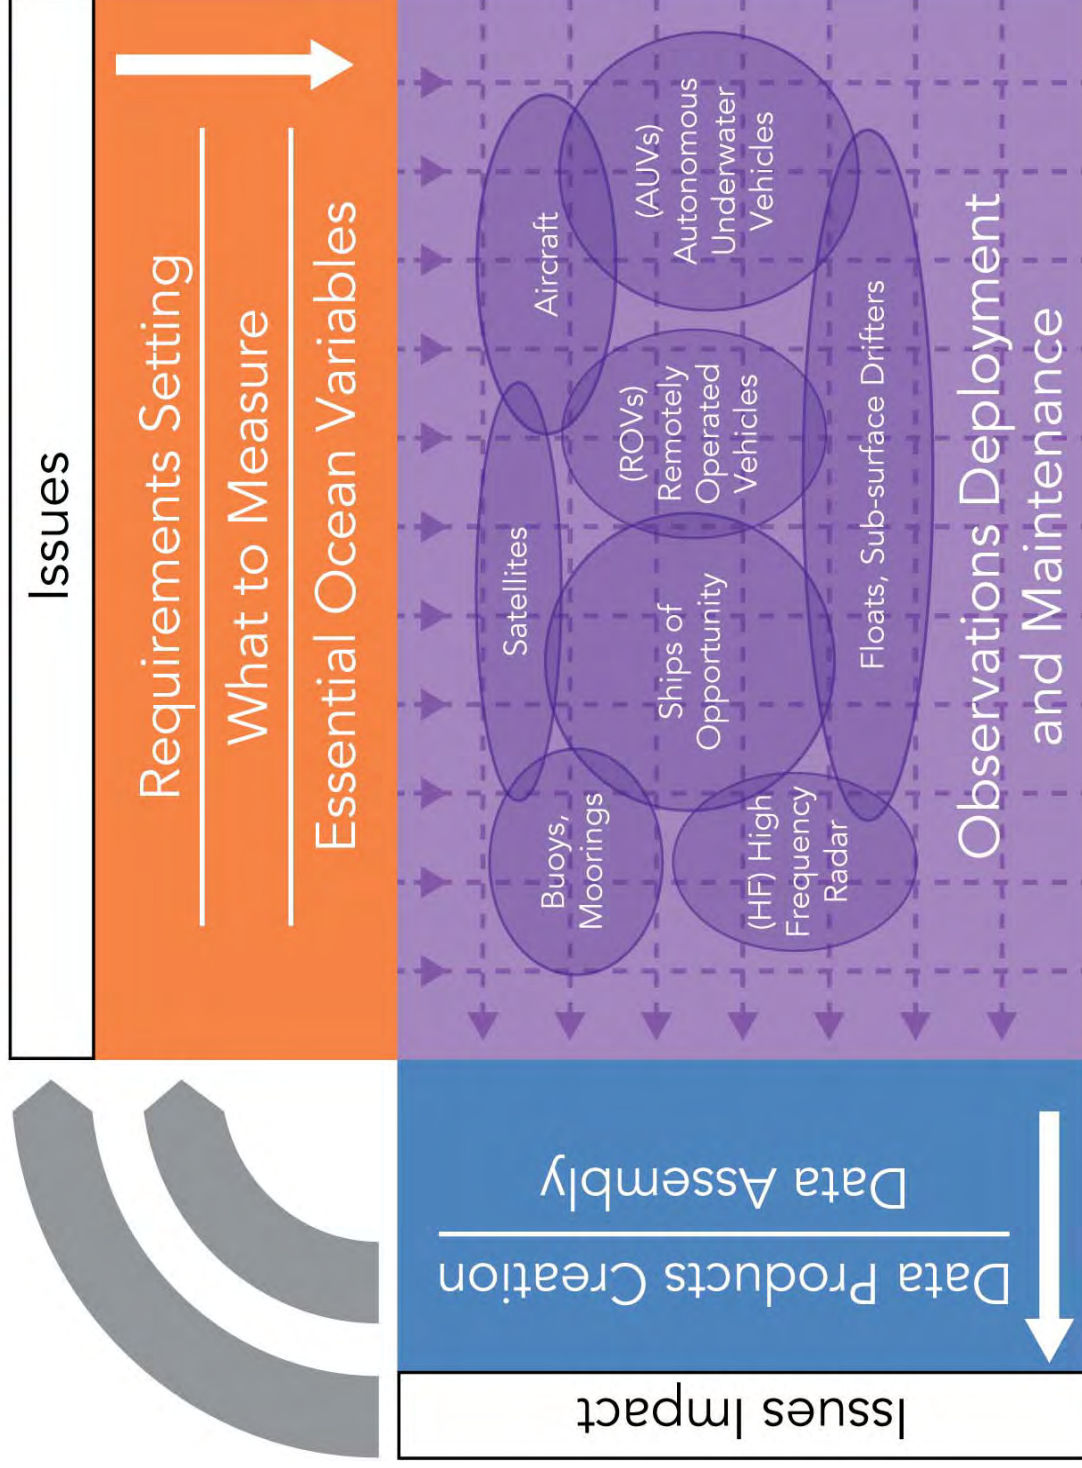 Issues
Requirements Setting
What to Measure
Essential Ocean Variables
Satellites
Aircraft
Buoys,
Moorings
Ships of
Opportunity
(ROVs)
Remotely
Operated
Vehicles
(AUVs)
Autonomous
Underwater
Vehicles
(HF) High
Frequency
Radar
Floats, Sub-surface Drifters
Observations Deployment
and Maintenance
Data Assembly
Data Products Creation
Issues Impact